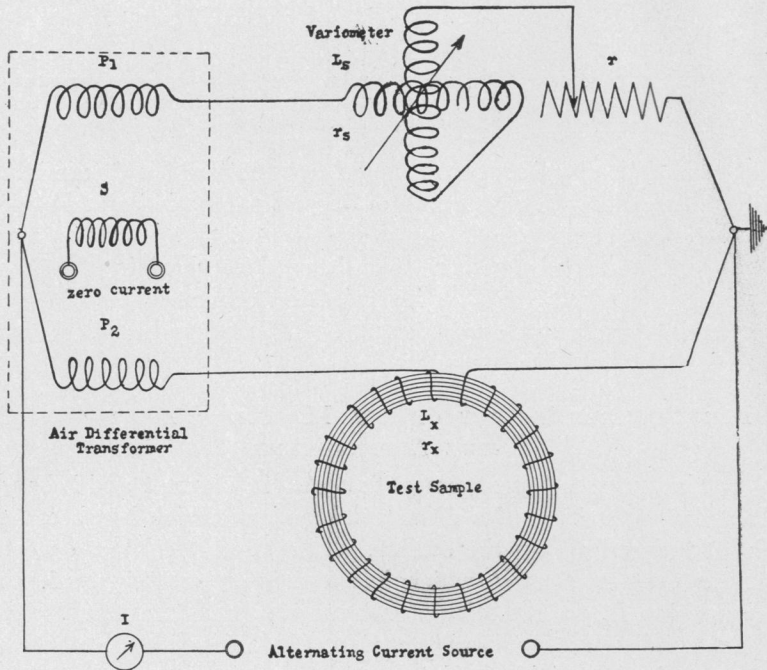 Variometer
P1
Ls
r
rs
S
zero current
P2
Air Differential
Transformer
Lx
rx
Test Sample
I
Alternating Current Source